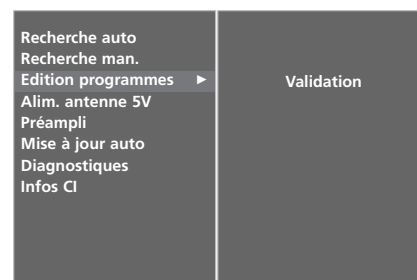 Recherche auto
Recherche man.
Edition programmes ►
Validation
Alim. antenne 5V
Préampli
Mise à jour auto
Diagnostiques
Infos CI